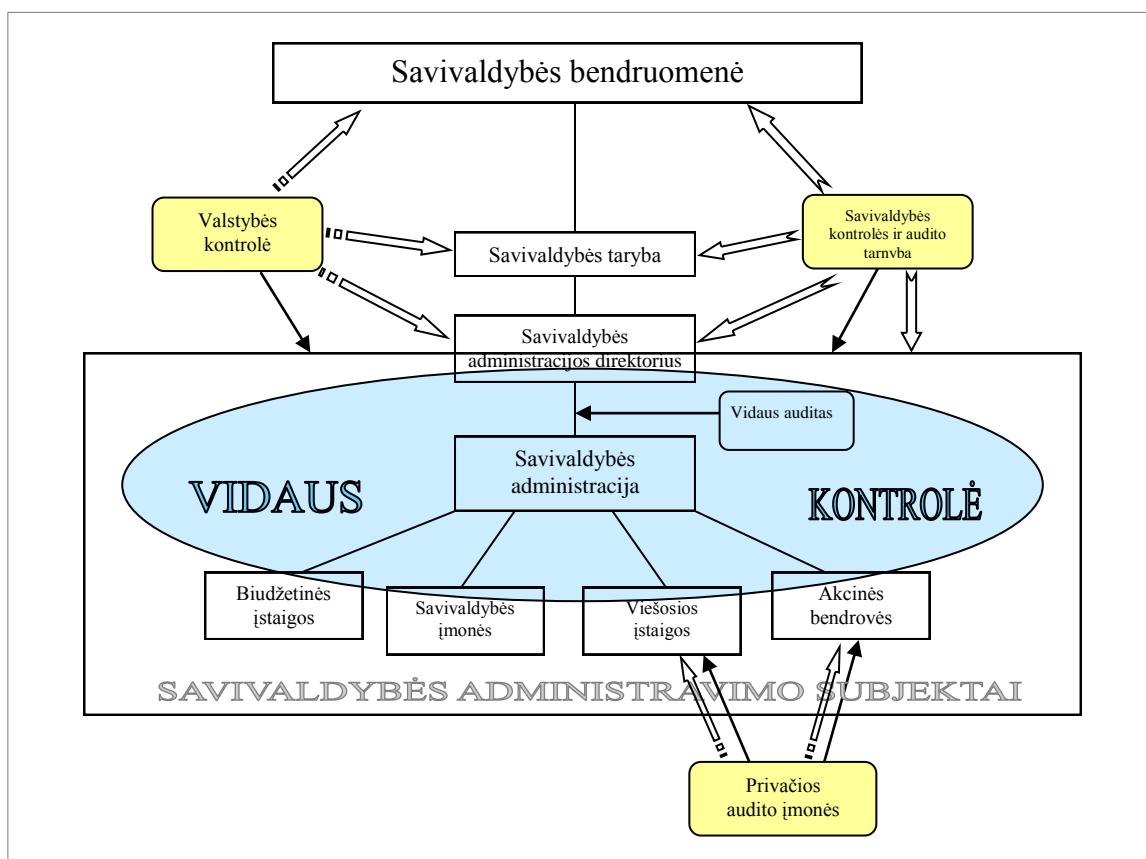 Savivaldybės bendruomenė
Valstybės
kontrolė
Savivaldybės
kontrolės ir audito
tarnyba
Savivaldybės taryba
Savivaldybės
administracijos direktorius
Vidaus auditas
Savivaldybės
administracija
VIDAUS
KONTROLĖ
Biudžetinės
įstaigos
Savivaldybės
įmonės
Viešosios
įstaigos
Akcinės
bendrovės
SAVIVALDYBĖS ADMINISTRAVIMO SUBJEKTAI
Privačios
audito įmonės